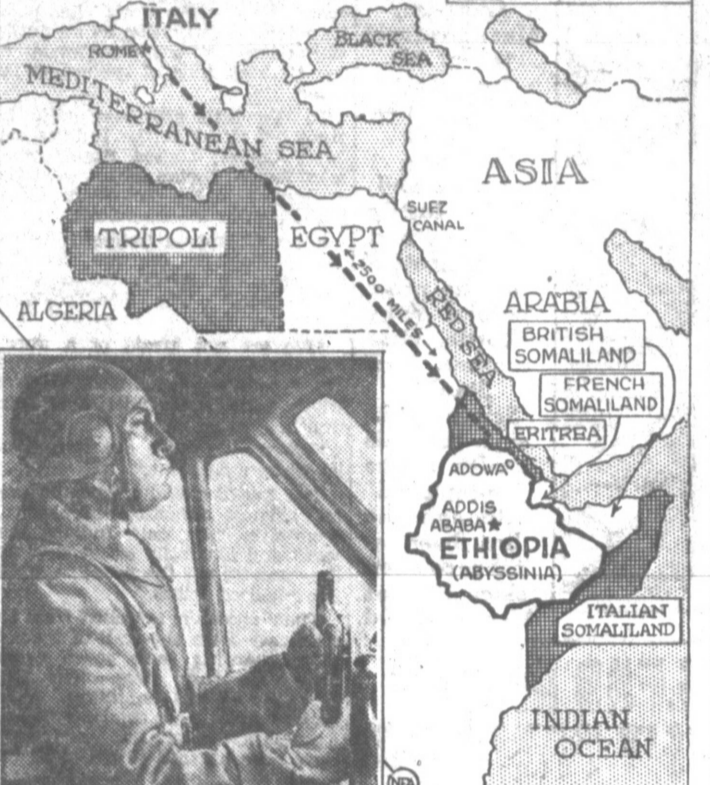 ITALY
ROME
BLACK
SEA
MEDITERRANEAN SEA
ASIA
TRIPOLI
EGYPT
SUEZ
CANAL
2500 MILES
RED SEA
ALGERIA
ARABIA
BRITISH
SOMALILAND
FRENCH
SOMALILAND
ERITREA
ADOWA
ADDIS
ABABA
ETHIOPIA
(ABYSSINIA)
ITALIAN
SOMALILAND
INDIAN
OCEAN
NEA